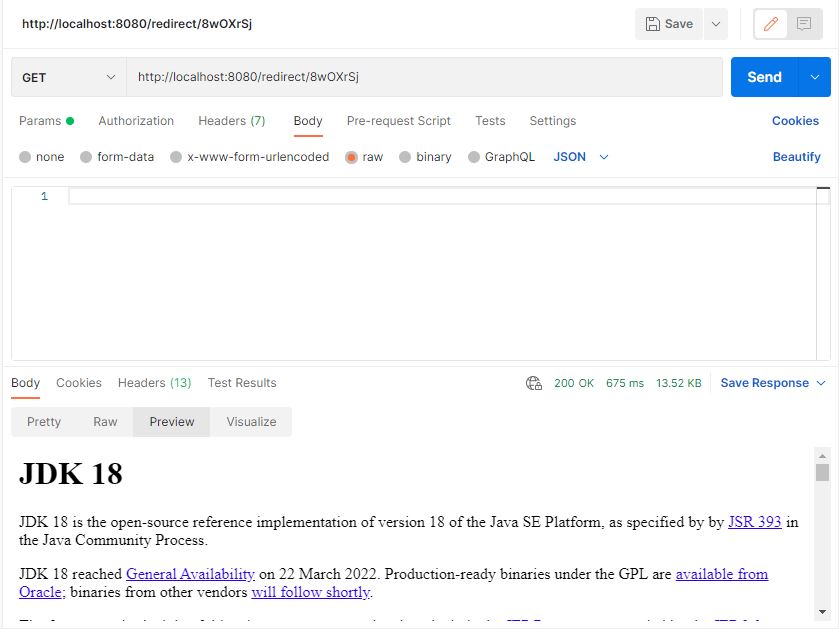 http://localhost:8080/redirect/8wOXrSj
Save
GET
http://localhost:8080/redirect/8wOXrSj
Send
Params Authorization Headers (7) Body Pre-request Script Tests Settings Cookies
none form-data x-www-form-urlencoded raw binary GraphQL JSON Beautify
1
Body Cookies Headers (13) Test Results 200 OK 675 ms 13.52 KB Save Response
Pretty Raw Preview Visualize
JDK 18
JDK 18 is the open-source reference implementation of version 18 of the Java SE Platform, as specified by by JSR 393 in
the Java Community Process.
JDK 18 reached General Availability on 22 March 2022. Production-ready binaries under the GPL are available from
Oracle; binaries from other vendors will follow shortly.